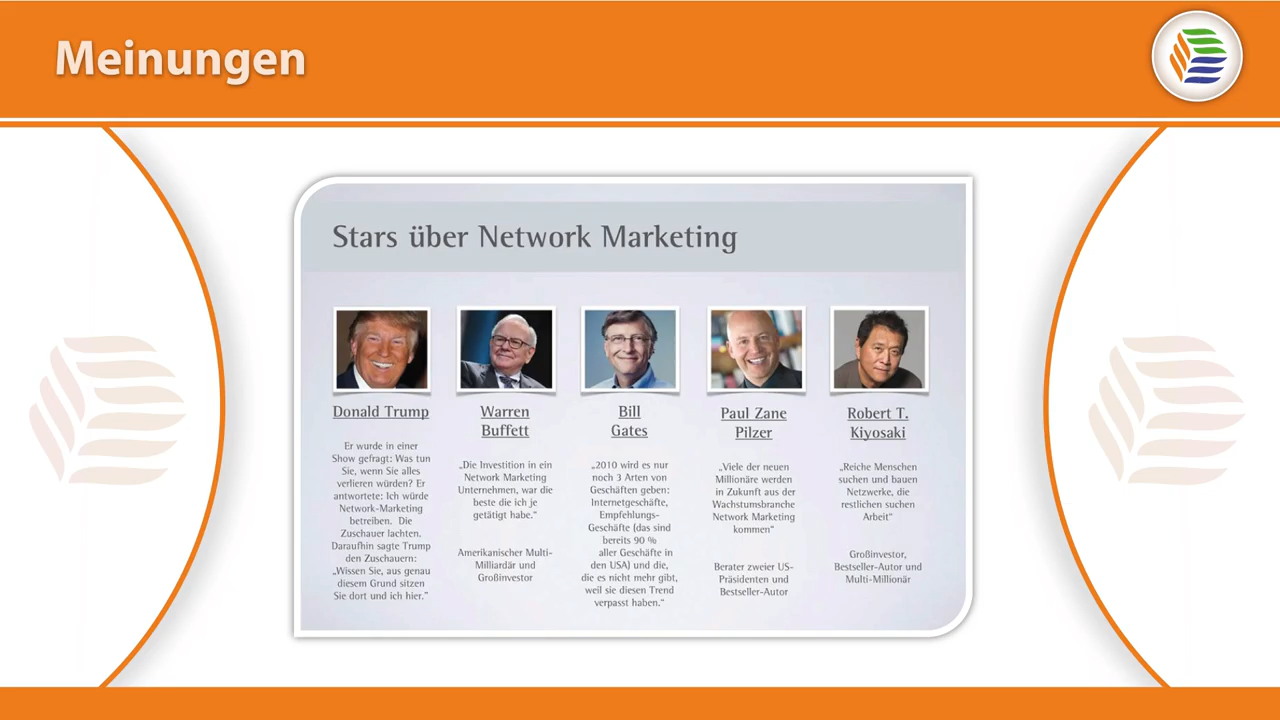 Meinungen
Stars über Network Marketing
Donald Trump
Er wurde in einer
Show gefragt: Was tun
Sie, wenn Sie alles
verlieren würden? Er
antwortete: Ich würde
Network-Marketing
betreiben. Die
Zuschauer lachten.
Daraufhin sagte Trump
den Zuschauern:
„Wissen Sie, aus genau
diesem Grund sitzen
Sie dort und ich hier.“
Warren
Buffett
„Die Investition in ein
Network Marketing
Unternehmen, war die
beste die ich je
getätigt habe.“
Amerikanischer Multi-
Milliardär und
Großinvestor
Bill
Gates
„2010 wird es nur
noch 3 Arten von
Geschäften geben:
Internetgeschäfte,
Empfehlungs-
Geschäfte (das sind
bereits 90 %
aller Geschäfte in
den USA) und die,
die es nicht mehr gibt,
weil sie diesen Trend
verpasst haben.“
Paul Zane
Pilzer
„Viele der neuen
Millionäre werden
in Zukunft aus der
Wachstumsbranche
Network Marketing
kommen“
Berater zweier US-
Präsidenten und
Bestseller-Autor
Robert T.
Kiyosaki
„Reiche Menschen
suchen und bauen
Netzwerke, die
restlichen suchen
Arbeit“
Großinvestor,
Bestseller-Autor und
Multi-Millionär